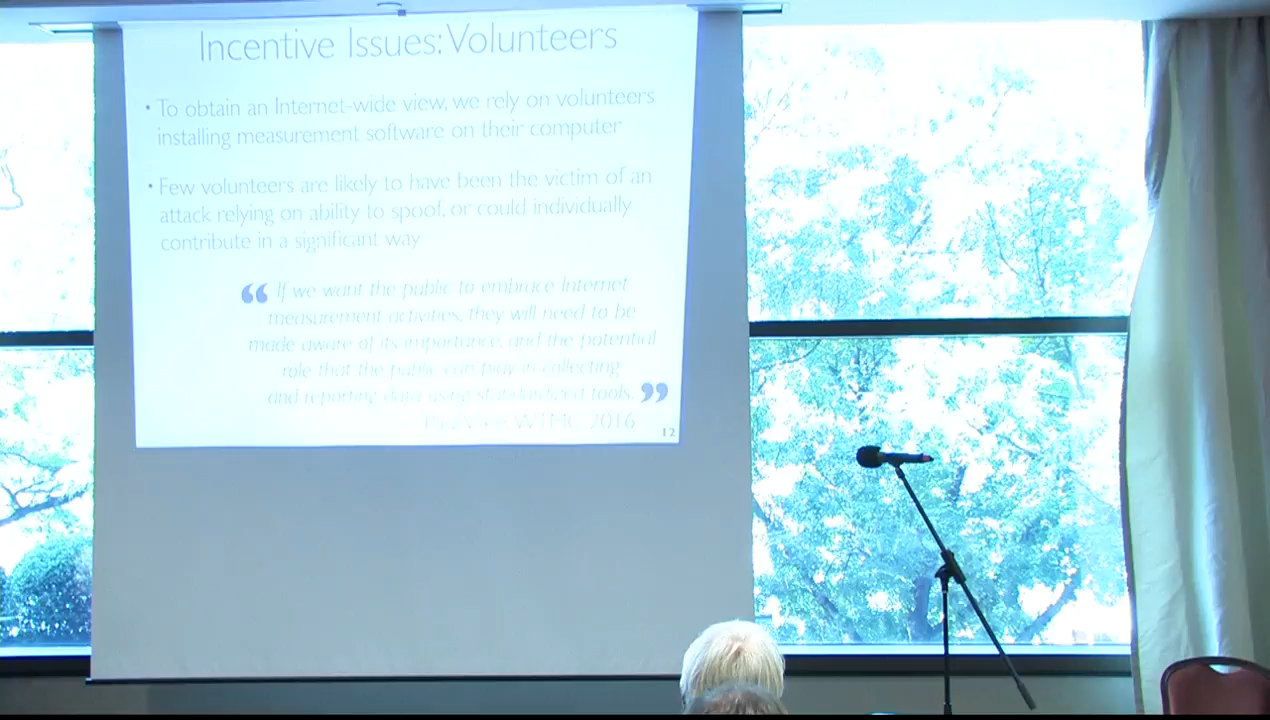 Incentive Issues: Volunteers
• To obtain an Internet-wide view, we rely on volunteers
installing measurement software on their computer
• Few volunteers are likely to have been the victim of an
attack relying on ability to spoof, or could individually
contribute in a significant way
“ If we want the public to embrace Internet
measurement activities, they will need to be
made aware of its importance, and the potential
role that the public can play in collecting
and reporting data using standardized tools. ”
2016
12